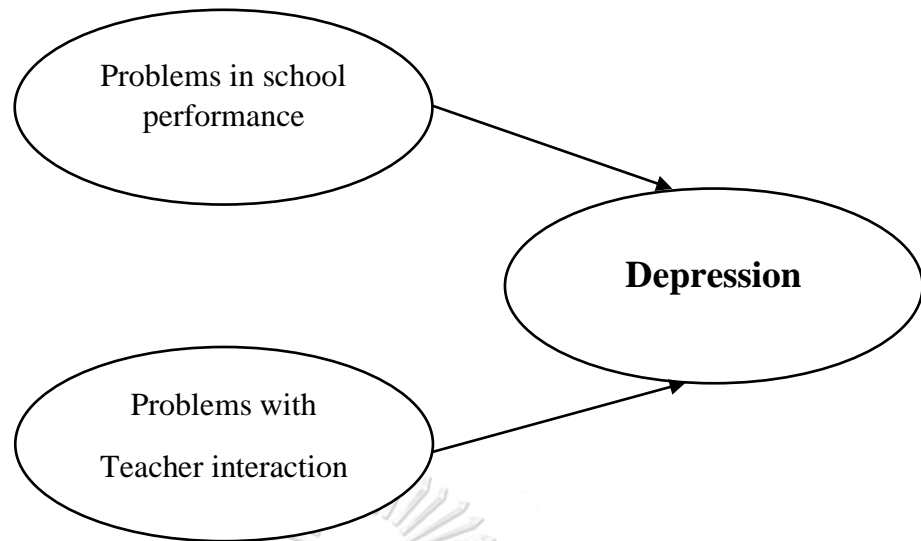 Problems in school
performance
Depression
Problems with
Teacher interaction